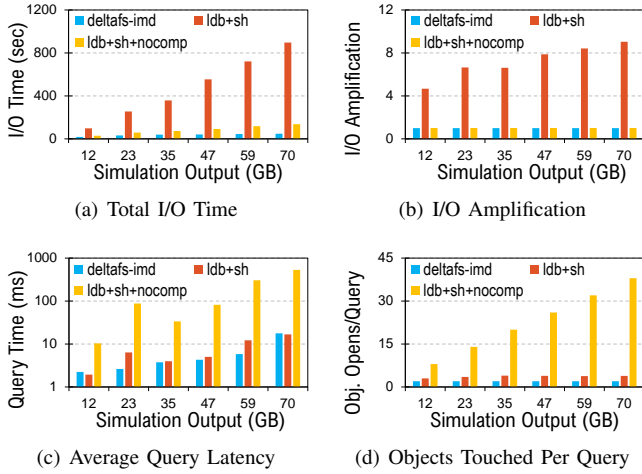 I/O Time (sec)
1200
800
400
0
deltafs-imd
ldb+sh
ldb+sh+nocomp
12 23 35 47 59 70
Simulation Output (GB)
(a) Total I/O Time
I/O Amplification
12
8
4
0
deltafs-imd
ldb+sh
ldb+sh+nocomp
12 23 35 47 59 70
Simulation Output (GB)
(b) I/O Amplification
Query Time (ms)
1000
100
10
1
deltafs-imd
ldb+sh
ldb+sh+nocomp
12 23 35 47 59 70
Simulation Output (GB)
(c) Average Query Latency
Obj. Opens/Query
45
30
15
0
deltafs-imd
ldb+sh
ldb+sh+nocomp
12 23 35 47 59 70
Simulation Output (GB)
(d) Objects Touched Per Query